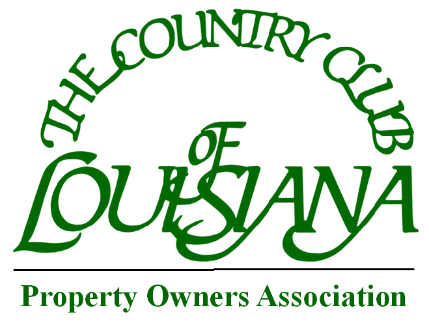 THE COUNTRY CLUB
OF
LOUISIANA
Property Owners Association